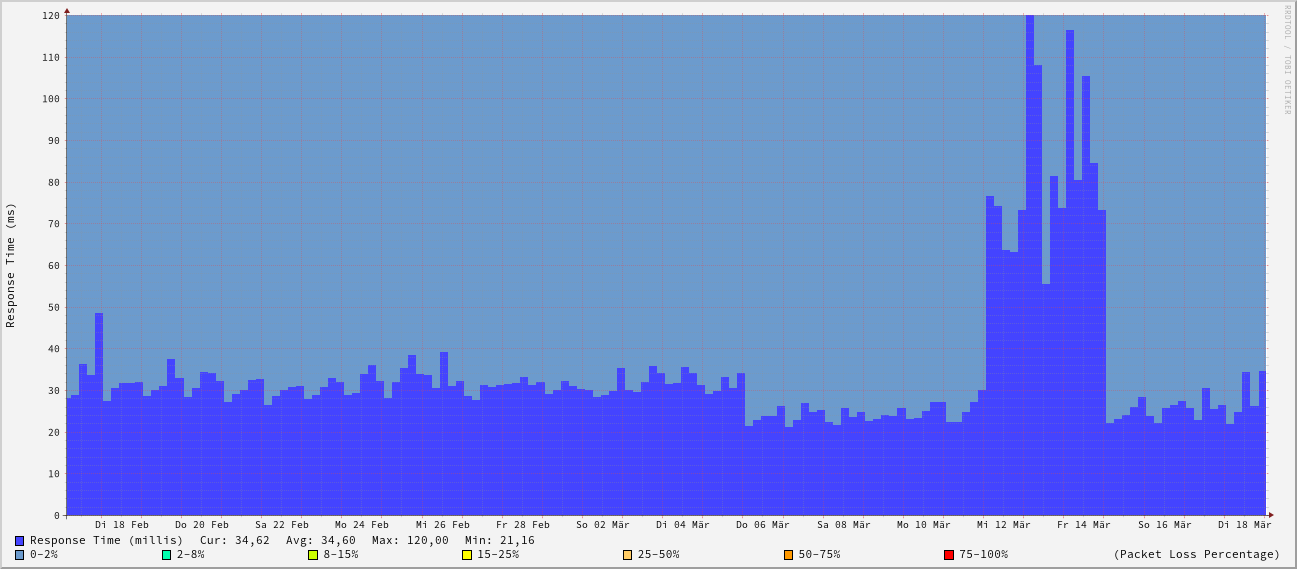 RRDTOOL / TOBI OETIKER
Response Time (ms)
120
110
100
90
80
70
60
50
40
30
20
10
0
Di 18 Feb Do 20 Feb Sa 22 Feb Mo 24 Feb Mi 26 Feb Fr 28 Feb So 02 Mär Di 04 Mär Do 06 Mär Sa 08 Mär Mo 10 Mär Mi 12 Mär Fr 14 Mär So 16 Mär Di 18 Mär
Response Time (millis) Cur: 34,62 Avg: 34,60 Max: 120,00 Min: 21,16
0-2% 2-8% 8-15% 15-25% 25-50% 50-75% 75-100% (Packet Loss Percentage)